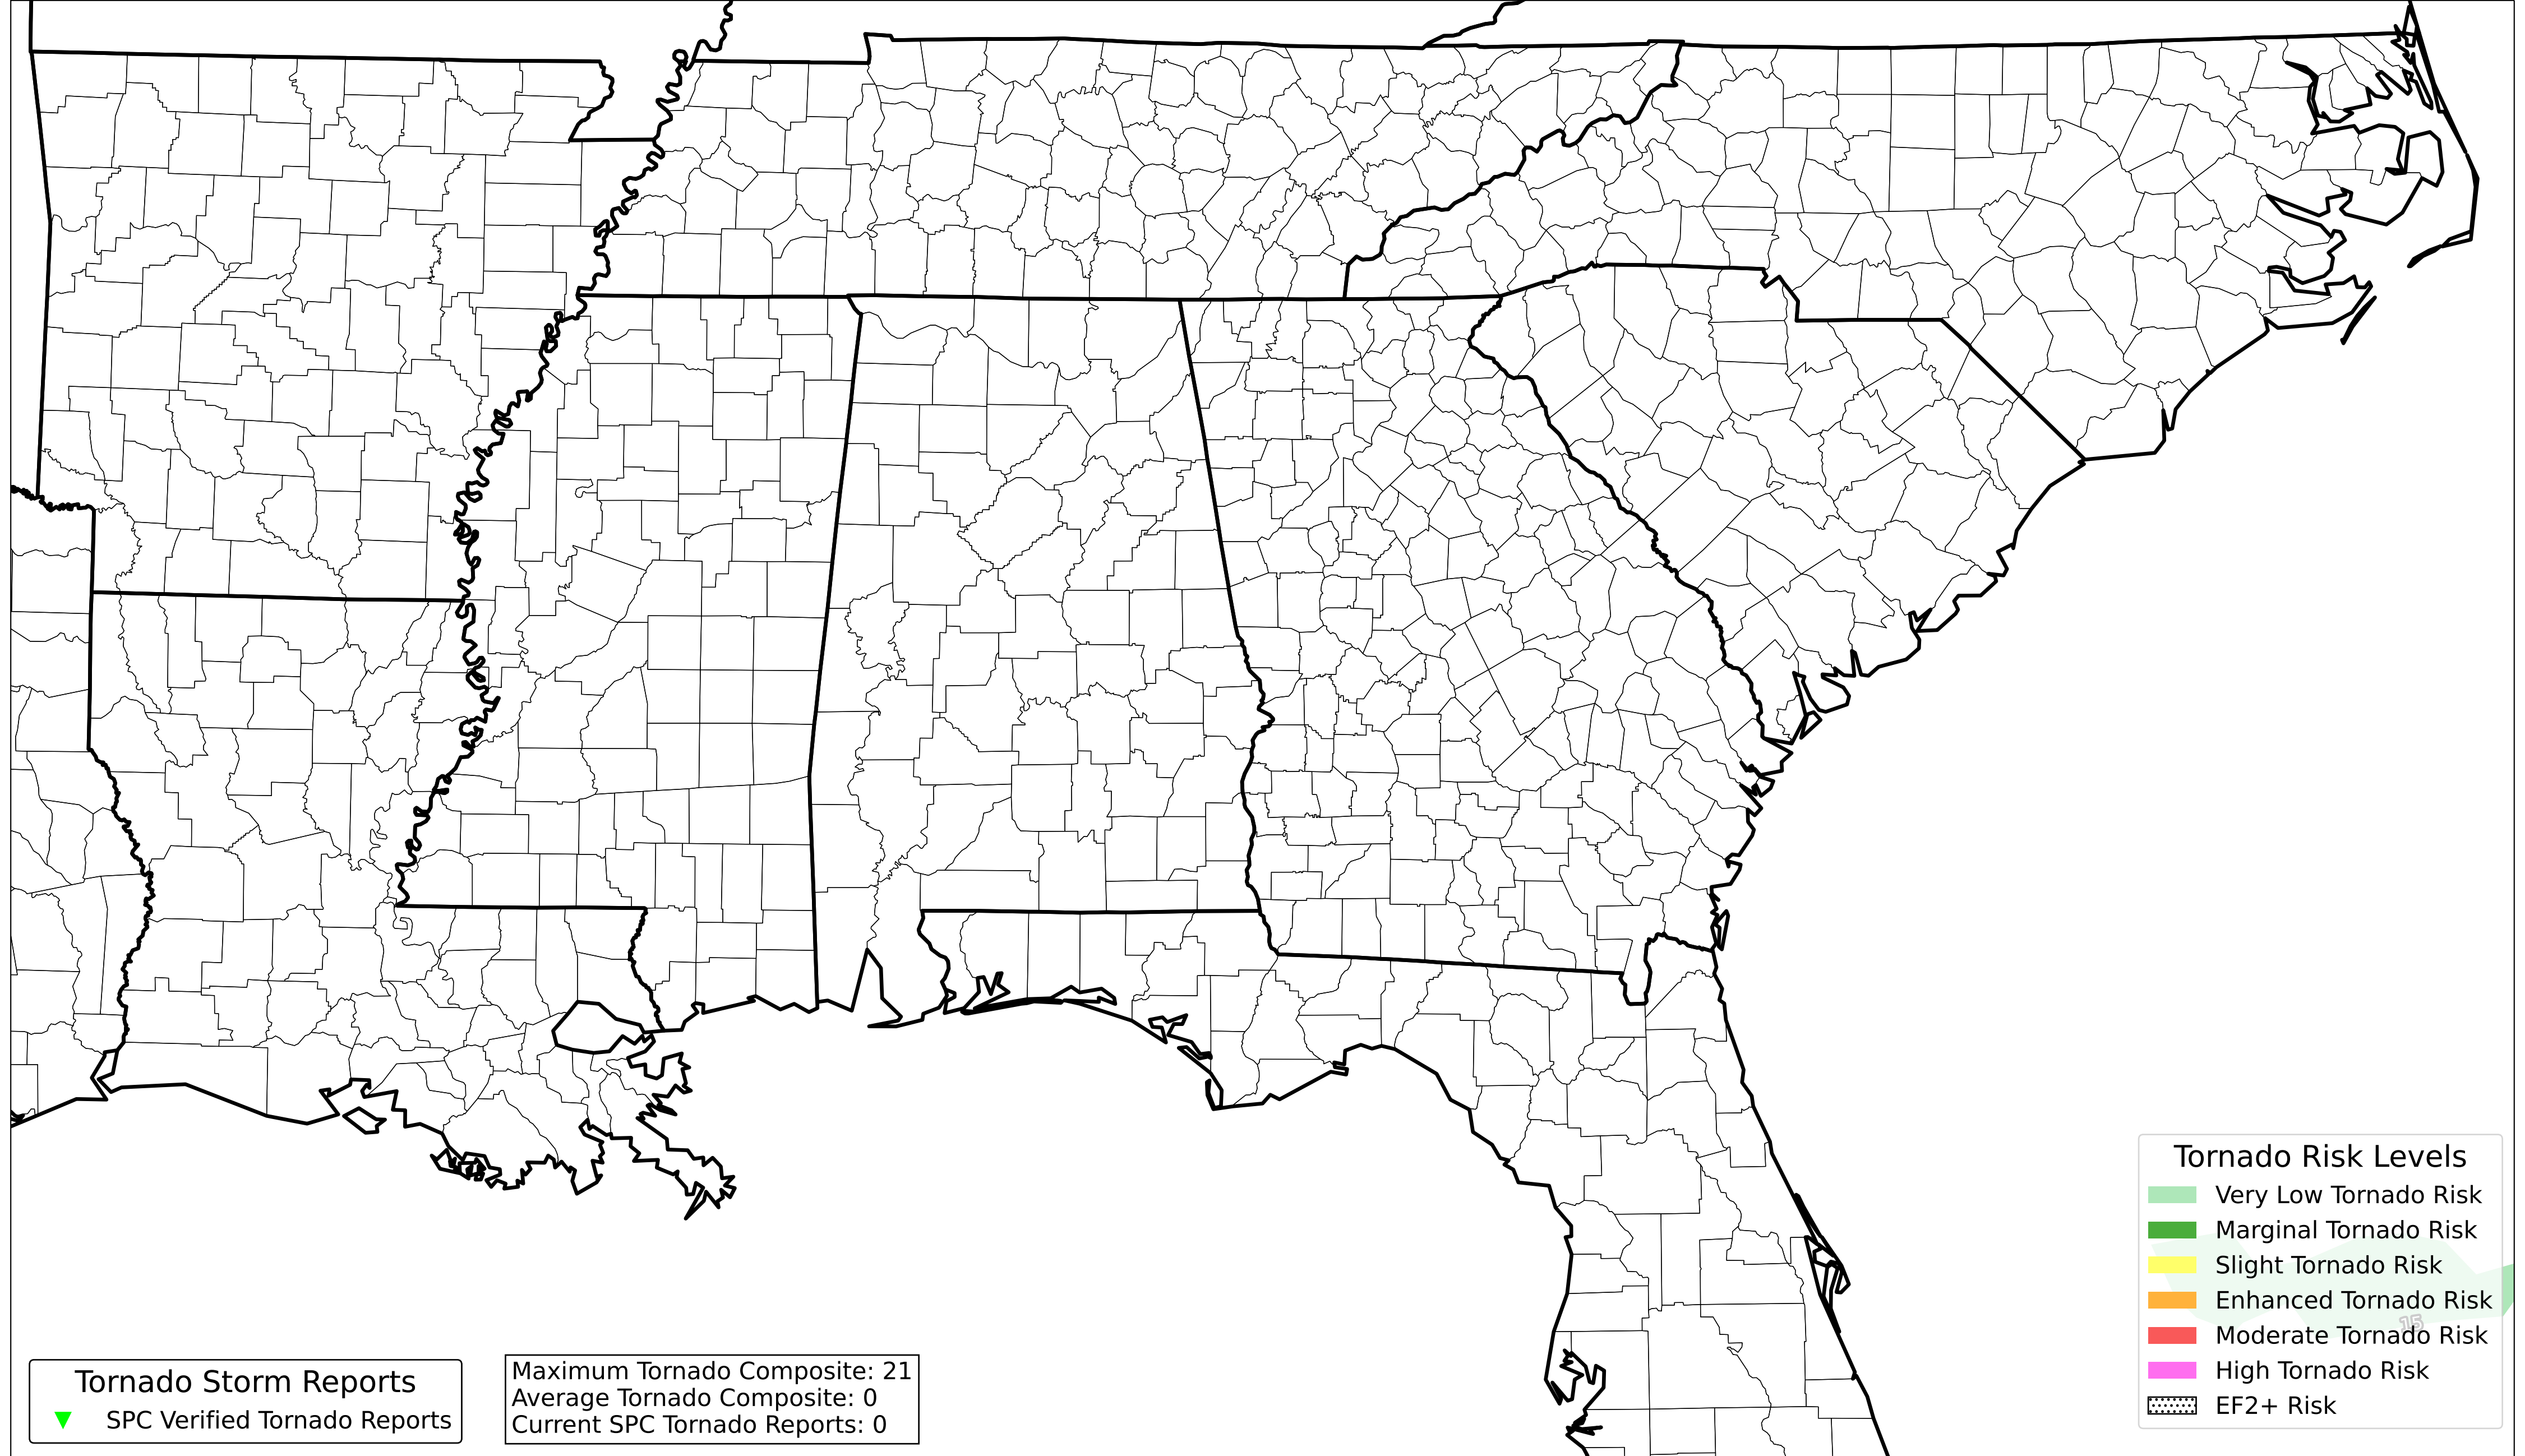 Tornado Risk Levels
Very Low Tornado Risk
Marginal Tornado Risk
Slight Tornado Risk
Enhanced Tornado Risk
15
Moderate Tornado Risk
High Tornado Risk
EF2+ Risk
Tornado Storm Reports
SPC Verified Tornado Reports
Maximum Tornado Composite: 21
Average Tornado Composite: 0
Current SPC Tornado Reports: 0